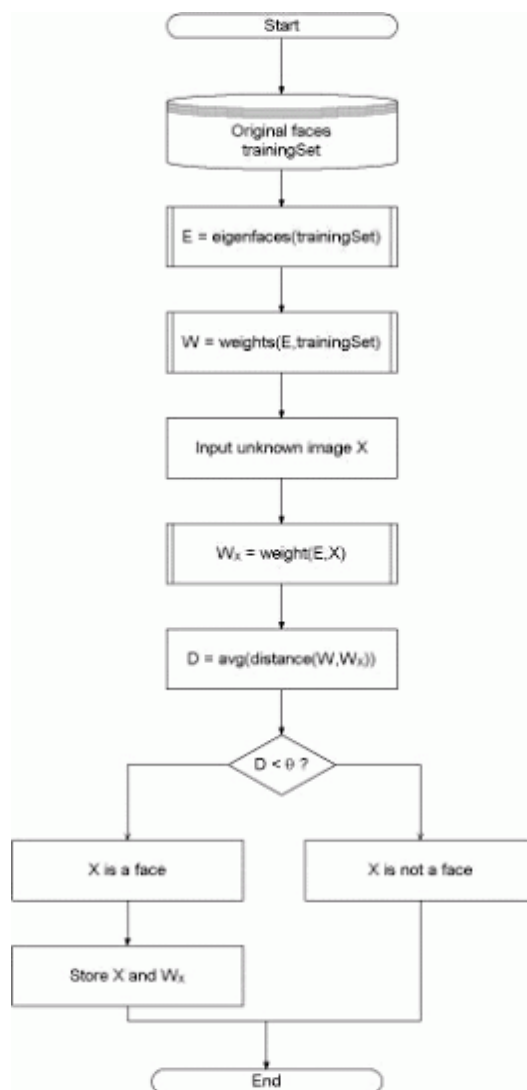 Start
Original faces
trainingSet
E = eigenfaces(trainingSet)
W = weights(E,trainingSet)
Input unknown image X
Wx = weight(E,X)
D = avg(distance(W,Wx))
D < θ ?
X is a face
X is not a face
Store X and Wx
End